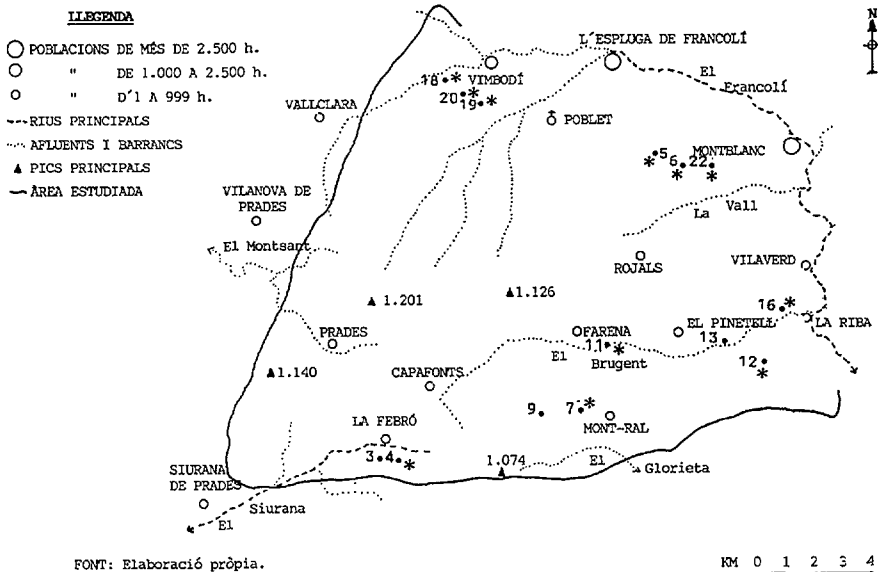 LLEGENDA
POBLACIONS DE MÉS DE 2.500 h.
" DE 1.000 A 2.500 h.
" D'1 A 999 h.
RIUS PRINCIPALS
AFLUENTS I BARRANCS
PICS PRINCIPALS
ÀREA ESTUDIADA
N
L'ESPLUGA DE FRANCOLÍ
El Francolí
18 * VIMBODÍ
20 * 19 *
VALLCLARA
POBLET
MONTBLANC
5 * 6 * 22 *
VILANOVA DE PRADES
La Vall
El Montsant
ROJALS
VILAVERD
1.201
1.126
16 *
PRADES
FARENA
EL PINETELL
LA RIBA
11 *
13
El Brugent
12 *
1.140
CAPAFONTS
9
7 *
MONT-RAL
LA FEBRÓ
3 4 *
1.074
El Glorieta
SIURANA DE PRADES
El Siurana
FONT: Elaboració pròpia.
KM 0 1 2 3 4